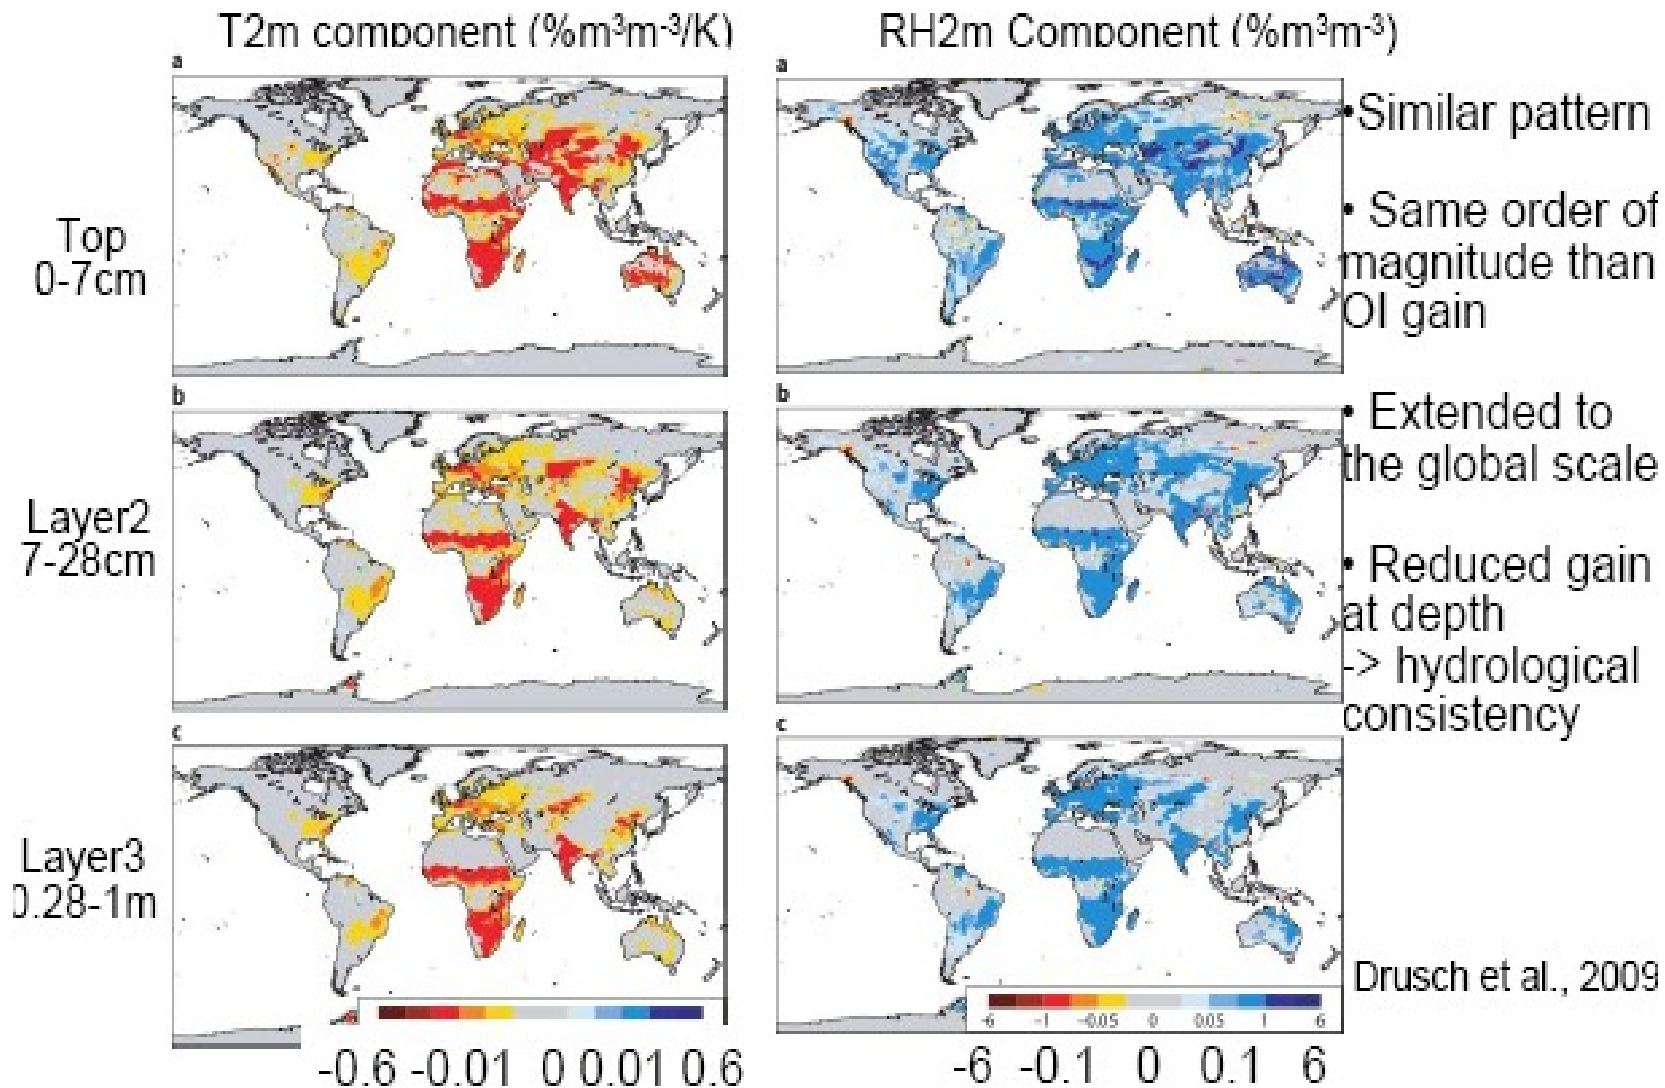 T2m component (%m³m⁻³/K)
RH2m Component (%m³m⁻³)
a
a
Top
0-7cm
b
b
Layer2
7-28cm
c
c
Layer3
0.28-1m
-6 -1 -0.05 0 0.05 1 6
-0.6 -0.01 0 0.01 0.6
-6 -0.1 0 0.1 6
•Similar pattern
• Same order of
magnitude than
OI gain
• Extended to
the global scale
• Reduced gain
at depth
-> hydrological
consistency
Drusch et al., 2009